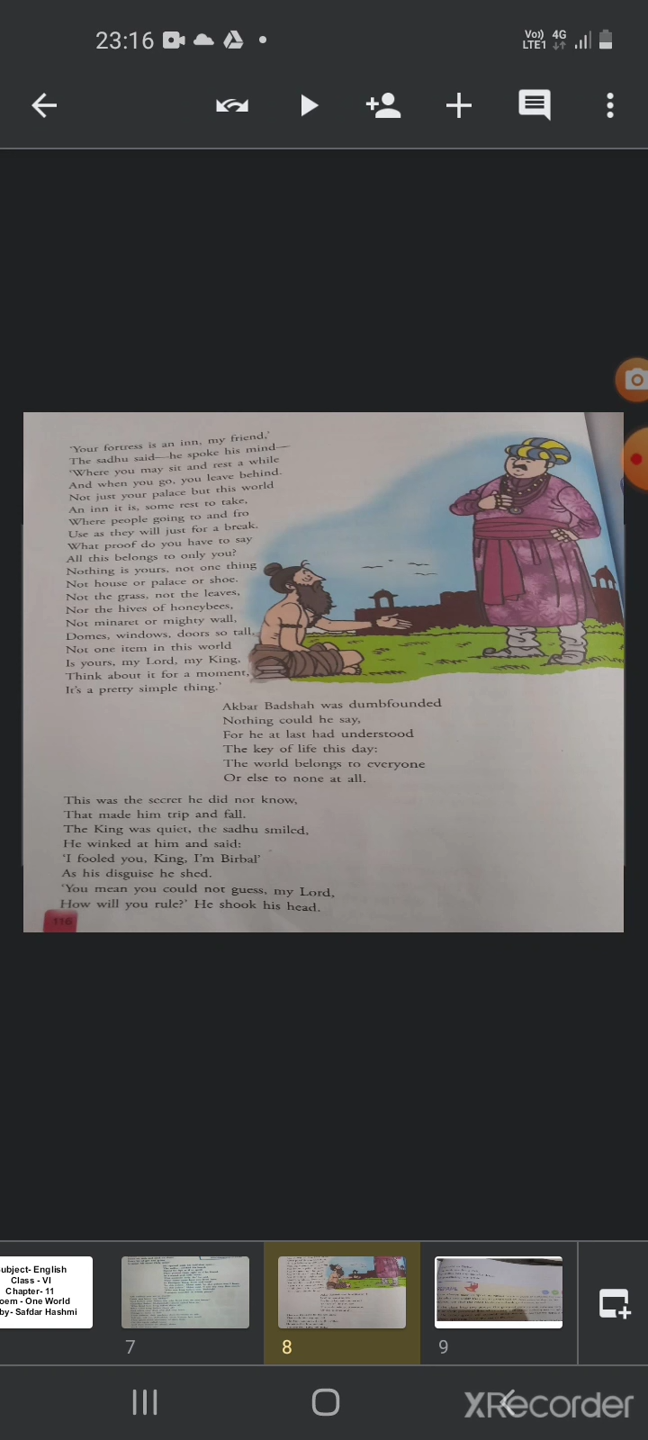 23:16
Vo))
LTE1
4G
'Your fortress is an inn, my friend,'
The sadhu said—he spoke his mind—
'Where you may sit and rest a while
And when you go, you leave behind.
Not just your palace but this world
An inn it is, some rest to take,
Where people going to and fro
Use as they will just for a break.
What proof do you have to say
All this belongs to only you?
Nothing is yours, not one thing
Not house or palace or shoe.
Not the grass, not the leaves,
Nor the hives of honeybees,
Not minaret or mighty wall,
Domes, windows, doors so tall,
Not one item in this world
Is yours, my Lord, my King,
Think about it for a moment,
It's a pretty simple thing.'
Akbar Badshah was dumbfounded
Nothing could he say,
For he at last had understood
The key of life this day:
The world belongs to everyone
Or else to none at all.
This was the secret he did not know,
That made him trip and fall.
The King was quiet, the sadhu smiled,
He winked at him and said:
'I fooled you, King, I'm Birbal'
As his disguise he shed.
'You mean you could not guess, my Lord,
How will you rule?' He shook his head.
116
ubject- English
Class - VI
Chapter- 11
oem - One World
by- Safdar Hashmi
7
8
9
XRecorder